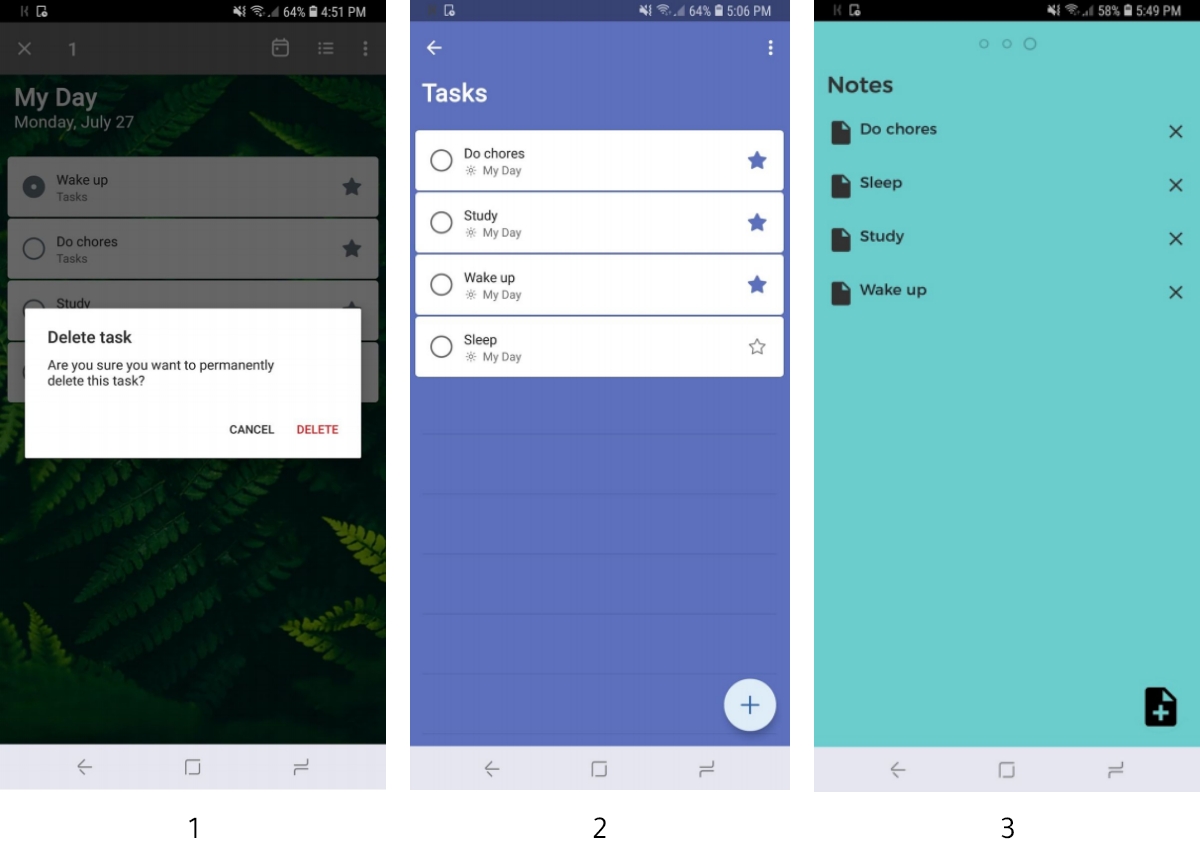 64% 4:51 PM
1
My Day
Monday, July 27
Wake up
Tasks
Do chores
Tasks
Study
Delete task
Are you sure you want to permanently
delete this task?
CANCEL DELETE
1
64% 5:06 PM
Tasks
Do chores
My Day
Study
My Day
Wake up
My Day
Sleep
My Day
2
58% 5:49 PM
Notes
Do chores
Sleep
Study
Wake up
3